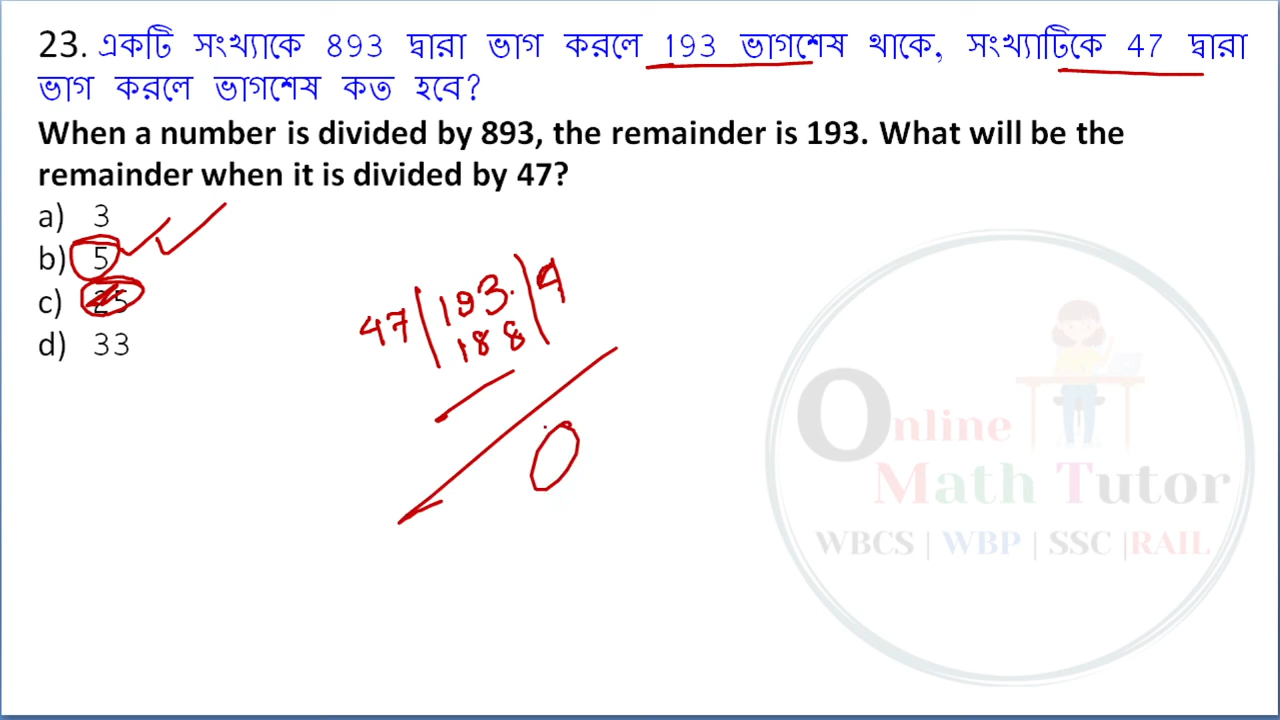 23. একটি সংখ্যাকে 893 দ্বারা ভাগ করলে 193 ভাগশেষ থাকে, সংখ্যাটিকে 47 দ্বারা
ভাগ করলে ভাগশেষ কত হবে?
When a number is divided by 893, the remainder is 193. What will be the
remainder when it is divided by 47?
a) 3
b) 5
c) 25
d) 33
47 | 193 | 4
188
Online
Math Tutor
WBCS | WBP | SSC |RAIL